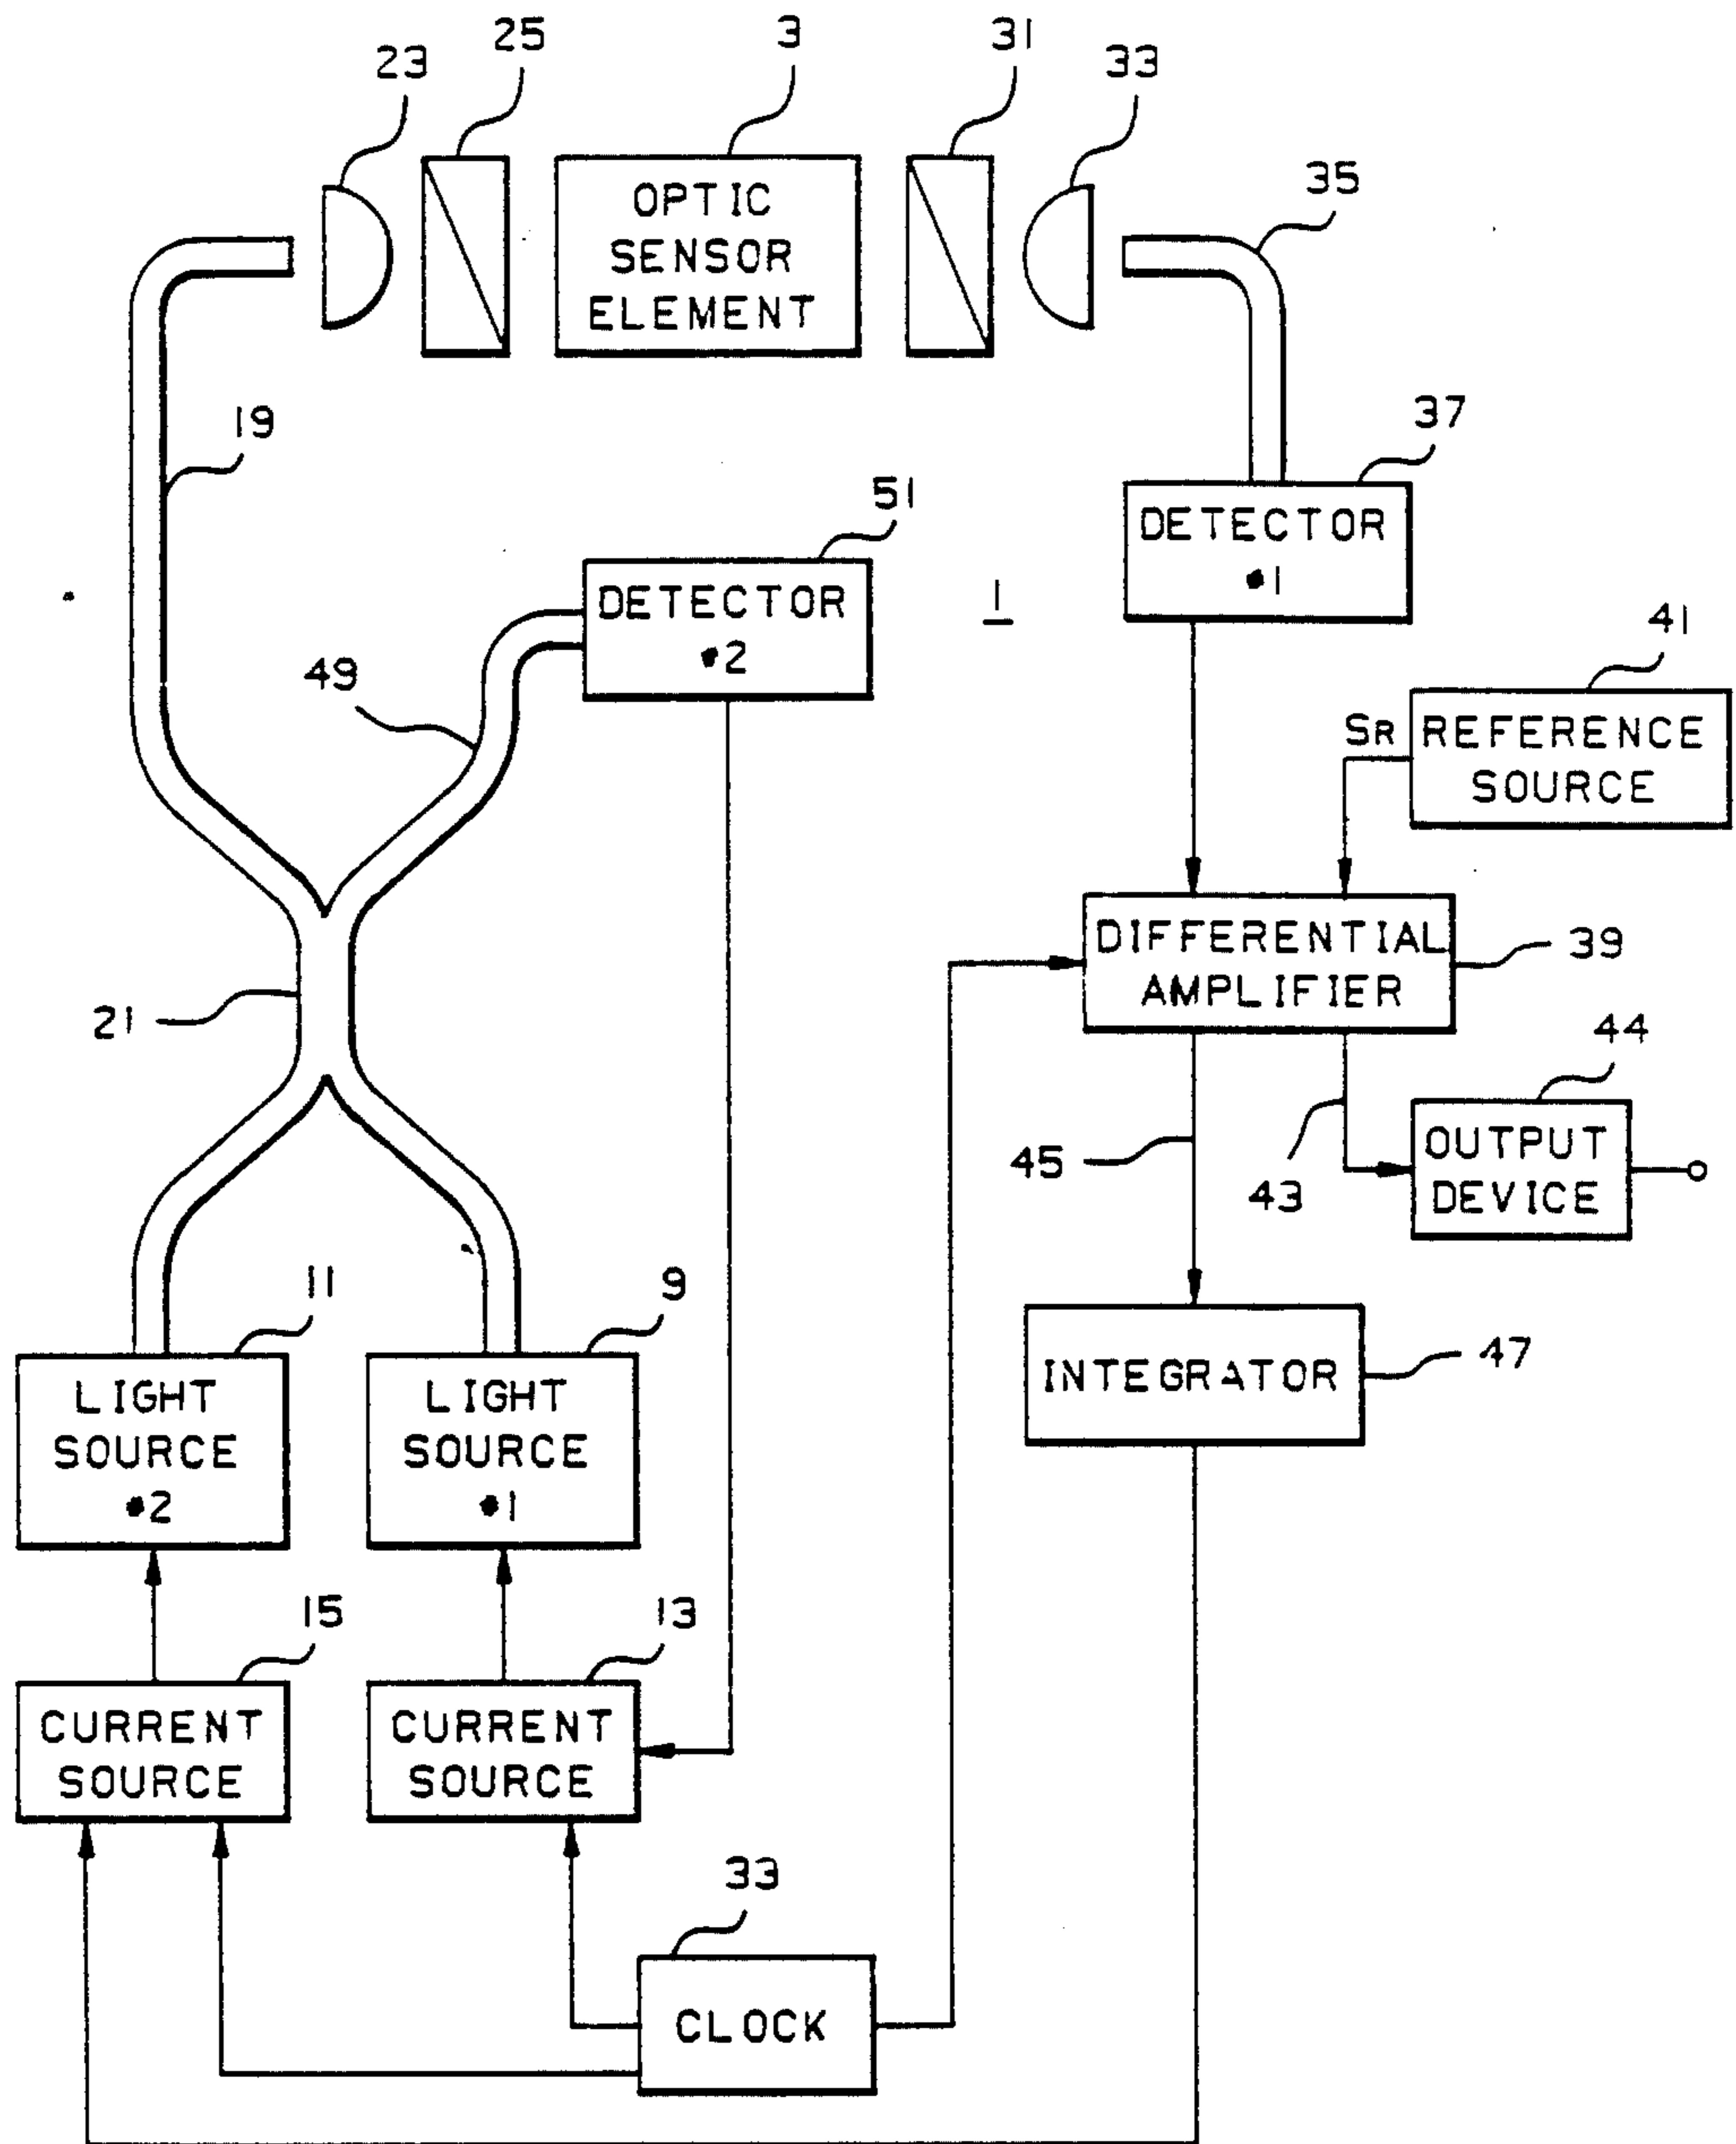 25
3
31
33
23
OPTIC
SENSOR
ELEMENT
35
19
37
DETECTOR
•1
51
DETECTOR
•2
1
41
49
SR
REFERENCE
SOURCE
DIFFERENTIAL
AMPLIFIER
39
21
44
45
43
OUTPUT
DEVICE
11
9
LIGHT
SOURCE
•2
LIGHT
SOURCE
•1
INTEGRATOR
47
15
13
CURRENT
SOURCE
CURRENT
SOURCE
33
CLOCK